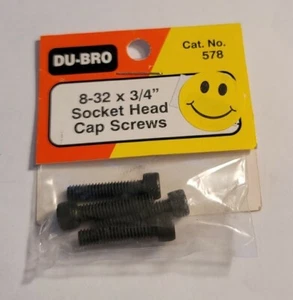 DU-BRO
Cat. No.
578
8-32 x 3/4"
Socket Head
Cap Screws